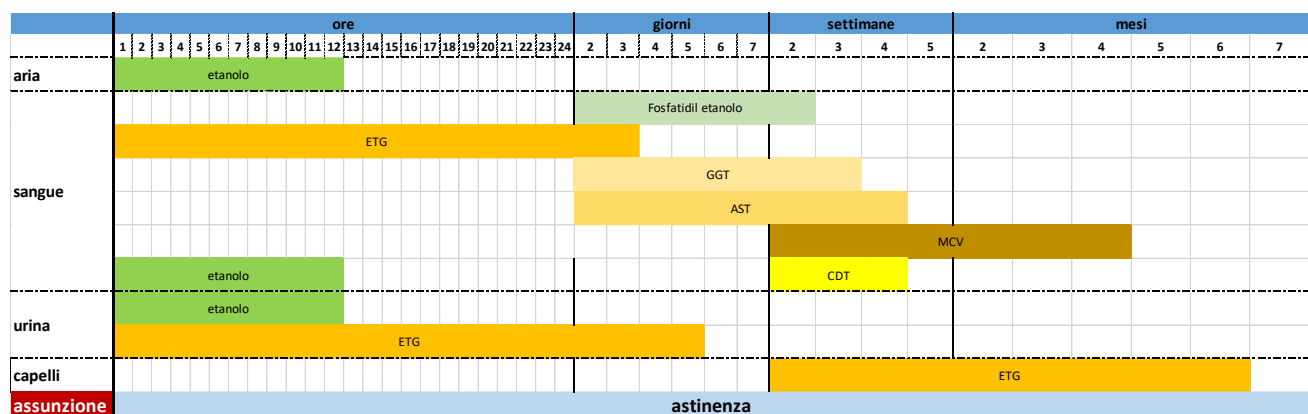 ore giorni settimane mesi
1 2 3 4 5 6 7 8 9 10 11 12 13 14 15 16 17 18 19 20 21 22 23 24 2 3 4 5 6 7 2 3 4 5 2 3 4 5 6 7
aria etanolo
Fosfatidil etanolo
ETG
sangue GGT
AST
MCV
etanolo CDT
urina etanolo
ETG
capelli ETG
assunzione astinenza